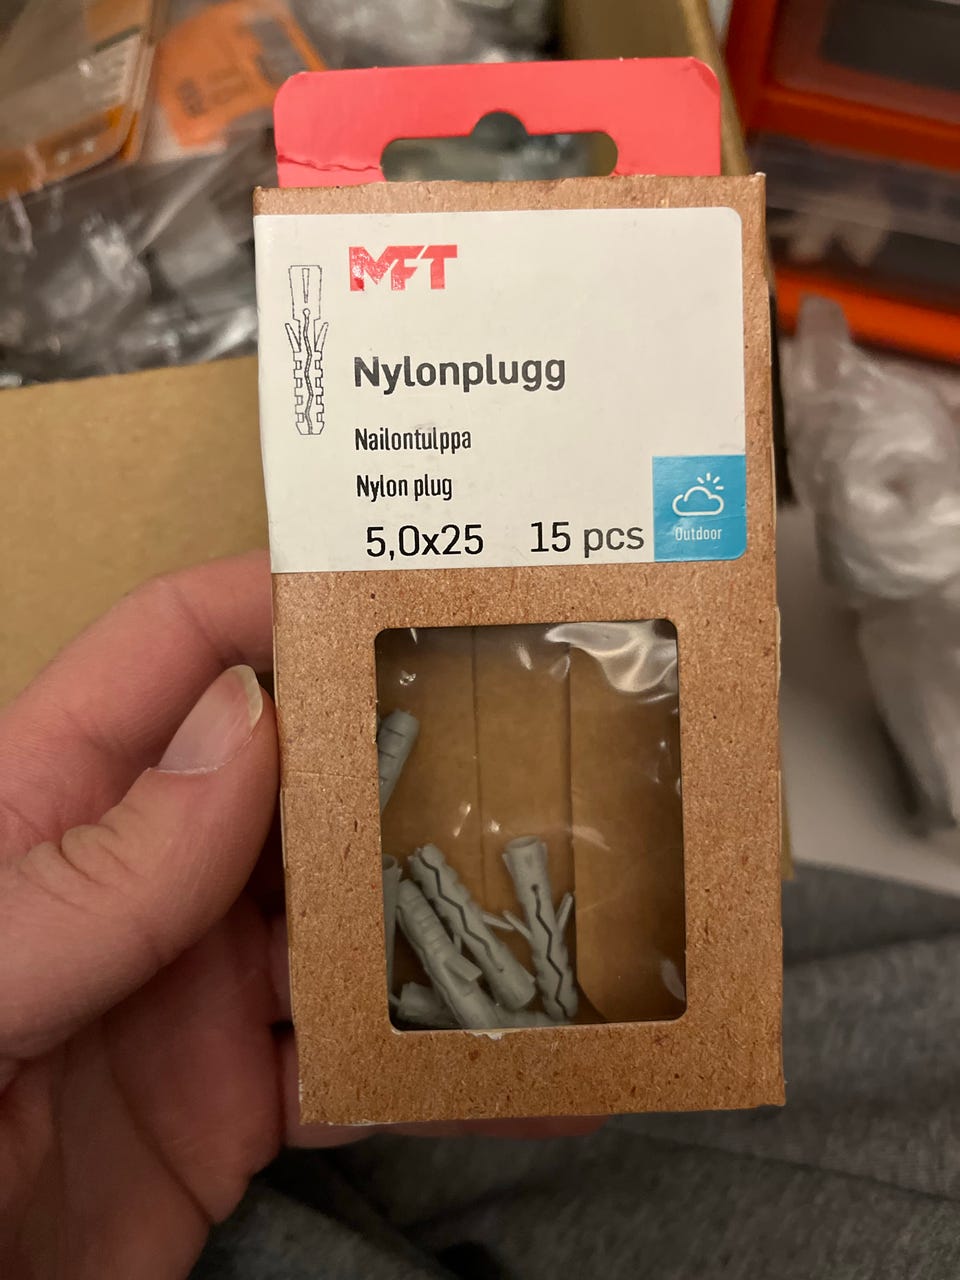 MFT
Nylonplugg
Nailontulppa
Nylon plug
5,0x25 15 pcs
Outdoor